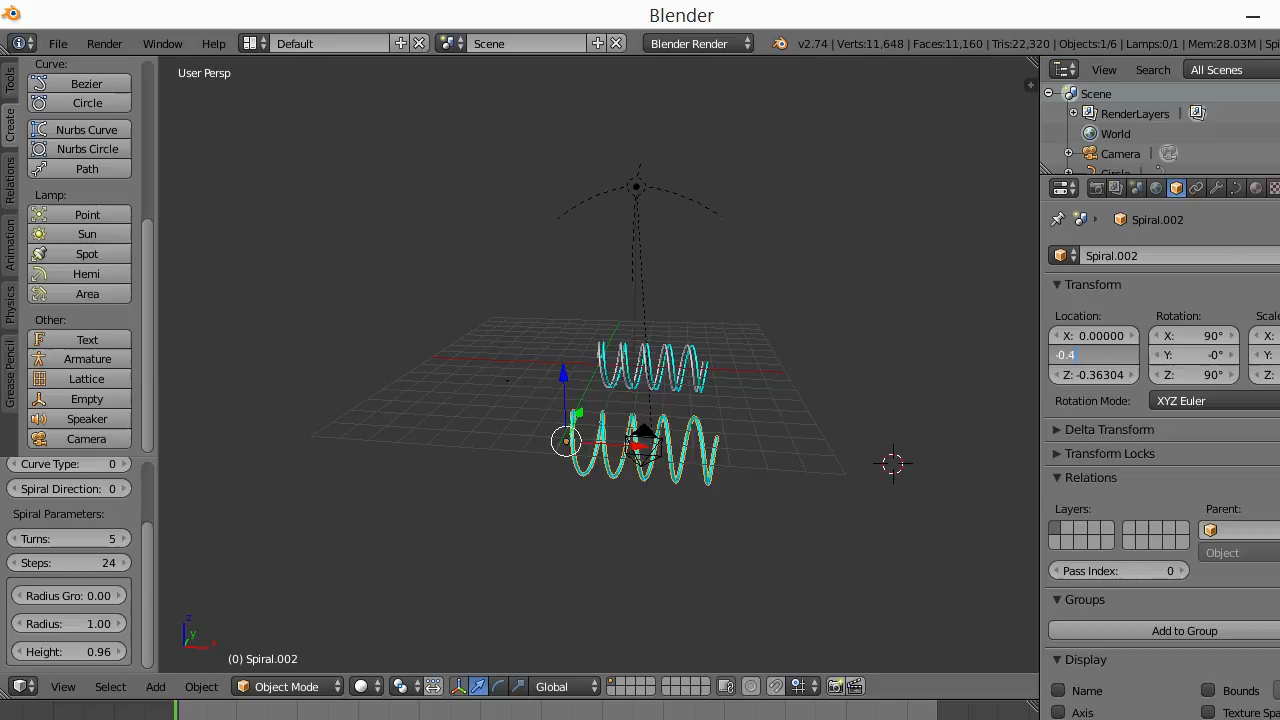 Blender
File Render Window Help Default Scene Blender Render v2.74 | Verts:11,648 | Faces:11,160 | Tris:22,320 | Objects:1/6 | Lamps:0/1 | Mem:28.03M | Spi
Tools
Create
Relations
Animation
Physics
Grease Pencil
Curve:
Bezier
Circle
Nurbs Curve
Nurbs Circle
Path
Lamp:
Point
Sun
Spot
Hemi
Area
Other:
Text
Armature
Lattice
Empty
Speaker
Camera
Curve Type: 0
Spiral Direction: 0
Spiral Parameters:
Turns: 5
Steps: 24
Radius Gro: 0.00
Radius: 1.00
Height: 0.96
User Persp
z
y
x
(0) Spiral.002
View Select Add Object Object Mode Global
View Search All Scenes
Scene
RenderLayers
World
Camera
Circle
Spiral.002
Spiral.002
Transform
Location: Rotation: Scale
X: 0.00000 X: 90° X:
-0.4 Y: -0° Y:
Z: -0.36304 Z: 90° Z:
Rotation Mode: XYZ Euler
Delta Transform
Transform Locks
Relations
Layers: Parent:
Object
Pass Index: 0
Groups
Add to Group
Display
Name Bounds
Axis Texture Spa